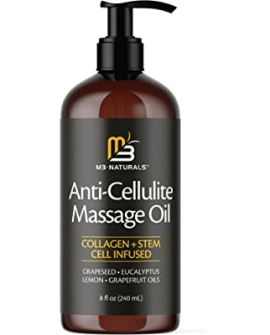 M3
M3-NATURALS™
Anti-Cellulite
Massage Oil
COLLAGEN + STEM
CELL INFUSED
GRAPESEED • EUCALYPTUS
LEMON • GRAPEFRUIT OILS
8 fl oz (240 mL)